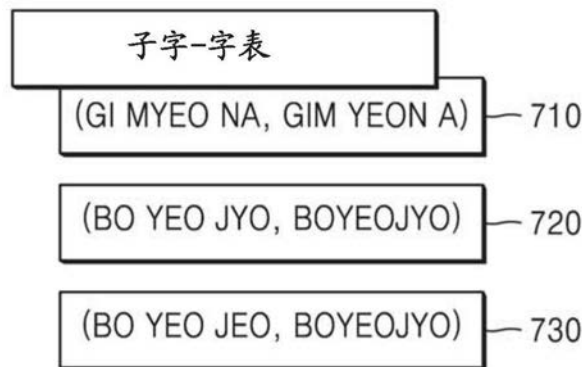 子字-字表
(GI MYEO NA, GIM YEON A) 710
(BO YEO JYO, BOYEOJYO) 720
(BO YEO JEO, BOYEOJYO) 730